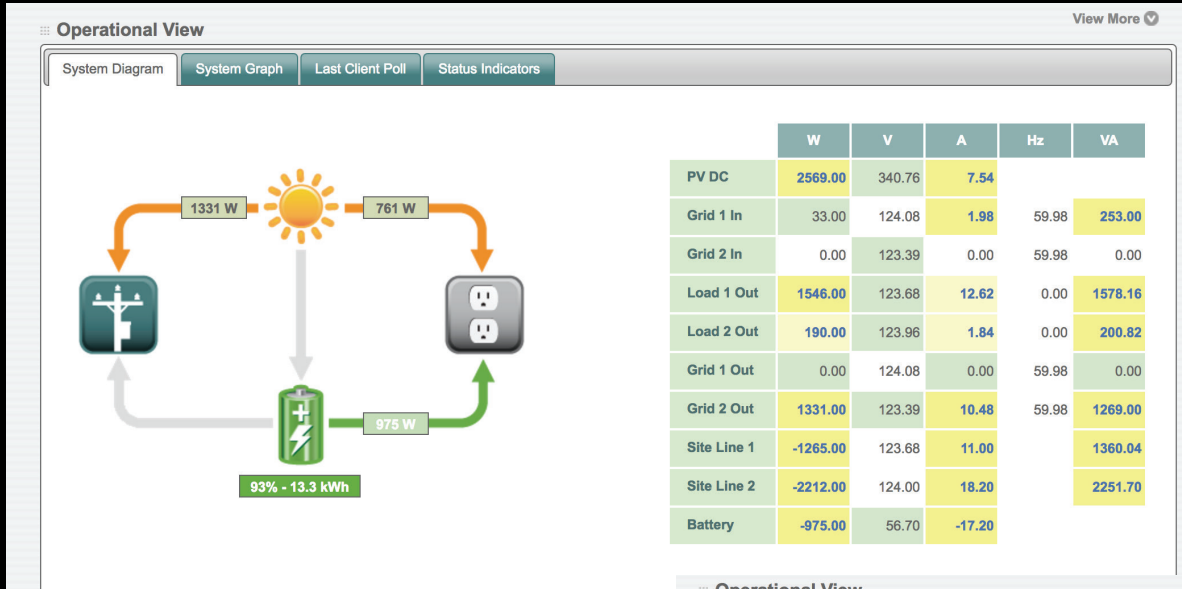 View More
Operational View
System Diagram System Graph Last Client Poll Status Indicators
1331 W 761 W
975 W
93% - 13.3 kWh
W V A Hz VA
PV DC 2569.00 340.76 7.54
Grid 1 In 33.00 124.08 1.98 59.98 253.00
Grid 2 In 0.00 123.39 0.00 59.98 0.00
Load 1 Out 1546.00 123.68 12.62 0.00 1578.16
Load 2 Out 190.00 123.96 1.84 0.00 200.82
Grid 1 Out 0.00 124.08 0.00 59.98 0.00
Grid 2 Out 1331.00 123.39 10.48 59.98 1269.00
Site Line 1 -1265.00 123.68 11.00 1360.04
Site Line 2 -2212.00 124.00 18.20 2251.70
Battery -975.00 56.70 -17.20
Operational View